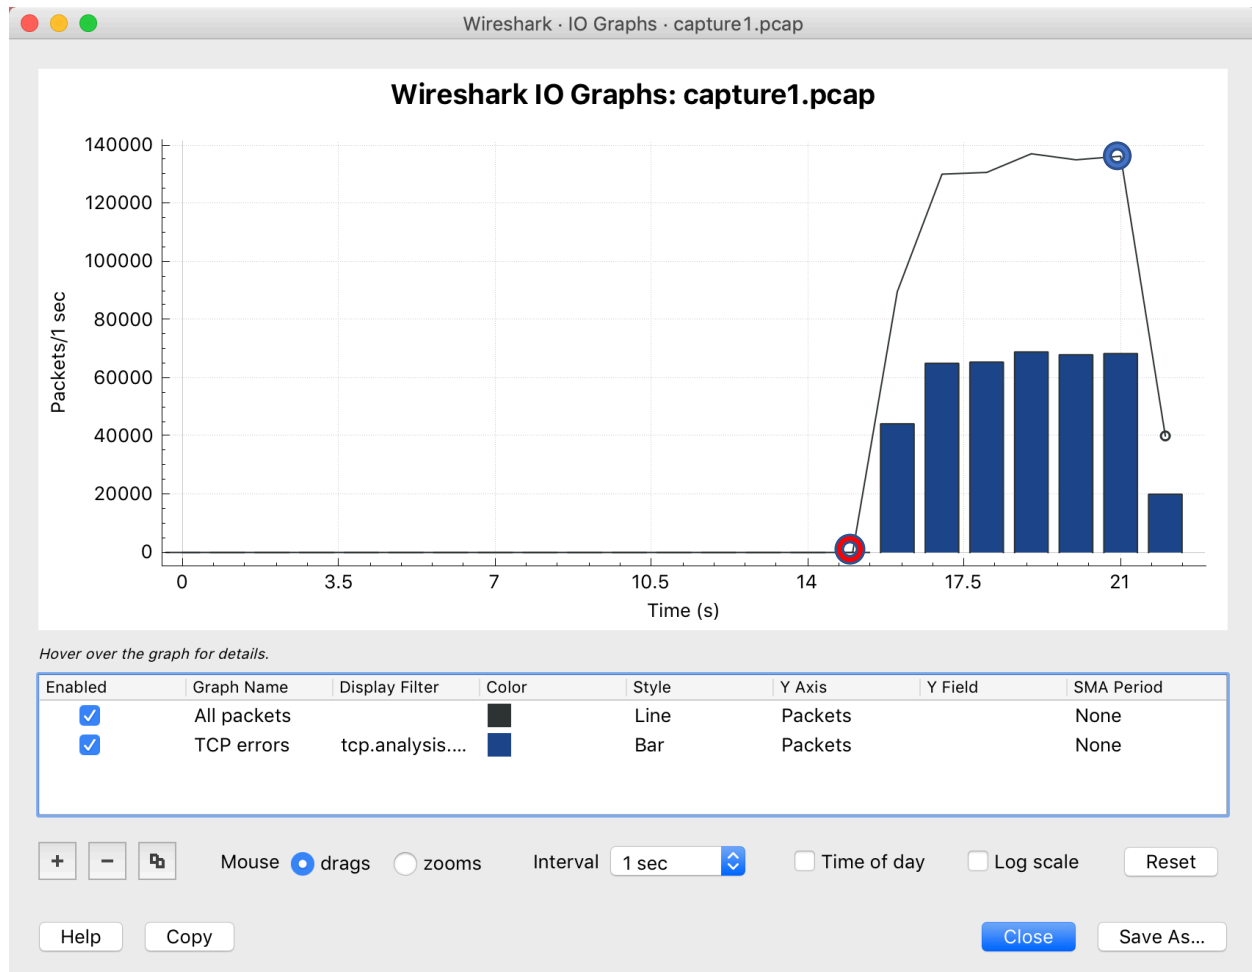 Wireshark · IO Graphs · capture1.pcap
Wireshark IO Graphs: capture1.pcap
140000
120000
100000
80000
60000
40000
20000
0
Packets/1 sec
0 3.5 7 10.5 14 17.5 21
Time (s)
Hover over the graph for details.
Enabled Graph Name Display Filter Color Style Y Axis Y Field SMA Period
All packets Line Packets None
TCP errors tcp.analysis.... Bar Packets None
+ − Mouse drags zooms Interval 1 sec Time of day Log scale Reset
Help Copy Close Save As...